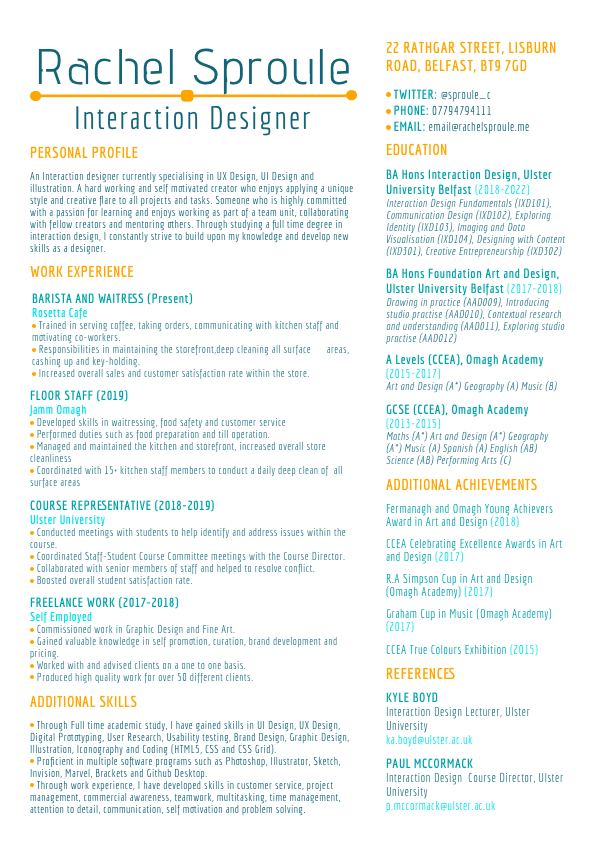 Rachel Sproule
Interaction Designer
PERSONAL PROFILE
An Interaction designer currently specialising in UX Design, UI Design and
illustration. A hard working and self motivated creator who enjoys applying a unique
style and creative flare to all projects and tasks. Someone who is highly committed
with a passion for learning and enjoys working as part of a team unit, collaborating
with fellow creators and mentoring others. Through studying a full time degree in
interaction design, I constantly strive to build upon my knowledge and develop new
skills as a designer.
WORK EXPERIENCE
BARISTA AND WAITRESS (Present)
Rosetta Cafe
• Trained in serving coffee, taking orders, communicating with kitchen staff and
motivating co-workers.
• Responsibilities in maintaining the storefront,deep cleaning all surface areas,
cashing up and key-holding.
• Increased overall sales and customer satisfaction rate within the store.
FLOOR STAFF (2019)
Jamm Omagh
• Developed skills in waitressing, food safety and customer service
• Performed duties such as food preparation and till operation.
• Managed and maintained the kitchen and storefront, increased overall store
cleanliness
• Coordinated with 15+ kitchen staff members to conduct a daily deep clean of all
surface areas
COURSE REPRESENTATIVE (2018-2019)
Ulster University
• Conducted meetings with students to help identify and address issues within the
course.
• Coordinated Staff-Student Course Committee meetings with the Course Director.
• Collaborated with senior members of staff and helped to resolve conflict.
• Boosted overall student satisfaction rate.
FREELANCE WORK (2017-2018)
Self Employed
• Commissioned work in Graphic Design and Fine Art.
• Gained valuable knowledge in self promotion, curation, brand development and
pricing.
• Worked with and advised clients on a one to one basis.
• Produced high quality work for over 50 different clients.
ADDITIONAL SKILLS
• Through Full time academic study, I have gained skills in UI Design, UX Design,
Digital Prototyping, User Research, Usability testing, Brand Design, Graphic Design,
Illustration, Iconography and Coding (HTML5, CSS and CSS Grid).
• Proficient in multiple software programs such as Photoshop, Illustrator, Sketch,
Invision, Marvel, Brackets and Github Desktop.
• Through work experience, I have developed skills in customer service, project
management, commercial awareness, teamwork, multitasking, time management,
attention to detail, communication, self motivation and problem solving.
22 RATHGAR STREET, LISBURN
ROAD, BELFAST, BT9 7GD
• TWITTER: @sproule_c
• PHONE: 07794794111
• EMAIL: email@rachelsproule.me
EDUCATION
BA Hons Interaction Design, Ulster
University Belfast (2018-2022)
Interaction Design Fundamentals (IXD101),
Communication Design (IXD102), Exploring
Identity (IXD103), Imaging and Data
Visualisation (IXD104), Designing with Content
(IXD301), Creative Entrepreneurship (IXD302)
BA Hons Foundation Art and Design,
Ulster University Belfast (2017-2018)
Drawing in practice (AAD009), Introducing
studio practise (AAD010), Contextual research
and understanding (AAD011), Exploring studio
practise (AAD012)
A Levels (CCEA), Omagh Academy
(2015-2017)
Art and Design (A*) Geography (A) Music (B)
GCSE (CCEA), Omagh Academy
(2013-2015)
Maths (A*) Art and Design (A*) Geography
(A*) Music (A) Spanish (A) English (AB)
Science (AB) Performing Arts (C)
ADDITIONAL ACHIEVEMENTS
Fermanagh and Omagh Young Achievers
Award in Art and Design (2018)
CCEA Celebrating Excellence Awards in Art
and Design (2017)
R.A Simpson Cup in Art and Design
(Omagh Academy) (2017)
Graham Cup in Music (Omagh Academy)
(2017)
CCEA True Colours Exhibition (2015)
REFERENCES
KYLE BOYD
Interaction Design Lecturer, Ulster
University
ka.boyd@ulster.ac.uk
PAUL MCCORMACK
Interaction Design Course Director, Ulster
University
p.mccormack@ulster.ac.uk